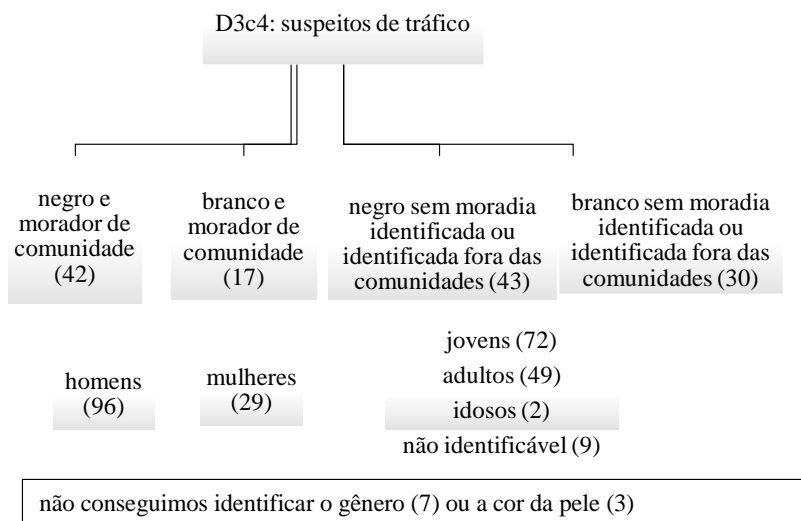 D3c4: suspeitos de tráfico
negro e
morador de
comunidade
(42)
branco e
morador de
comunidade
(17)
negro sem moradia
identificada ou
identificada fora das
comunidades (43)
branco sem moradia
identificada ou
identificada fora das
comunidades (30)
homens
(96)
mulheres
(29)
jovens (72)
adultos (49)
idosos (2)
não identificável (9)
não conseguimos identificar o gênero (7) ou a cor da pele (3)